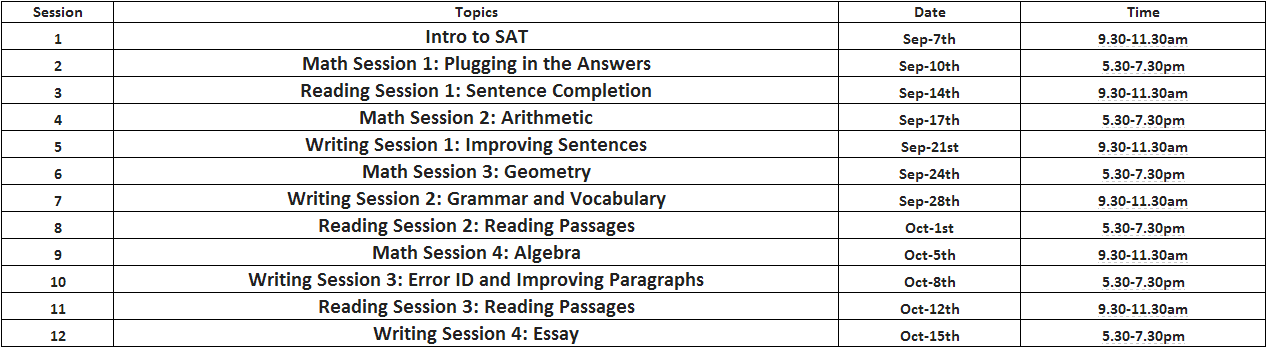 Session Topics Date Time
1 Intro to SAT Sep-7th 9.30-11.30am
2 Math Session 1: Plugging in the Answers Sep-10th 5.30-7.30pm
3 Reading Session 1: Sentence Completion Sep-14th 9.30-11.30am
4 Math Session 2: Arithmetic Sep-17th 5.30-7.30pm
5 Writing Session 1: Improving Sentences Sep-21st 9.30-11.30am
6 Math Session 3: Geometry Sep-24th 5.30-7.30pm
7 Writing Session 2: Grammar and Vocabulary Sep-28th 9.30-11.30am
8 Reading Session 2: Reading Passages Oct-1st 5.30-7.30pm
9 Math Session 4: Algebra Oct-5th 9.30-11.30am
10 Writing Session 3: Error ID and Improving Paragraphs Oct-8th 5.30-7.30pm
11 Reading Session 3: Reading Passages Oct-12th 9.30-11.30am
12 Writing Session 4: Essay Oct-15th 5.30-7.30pm